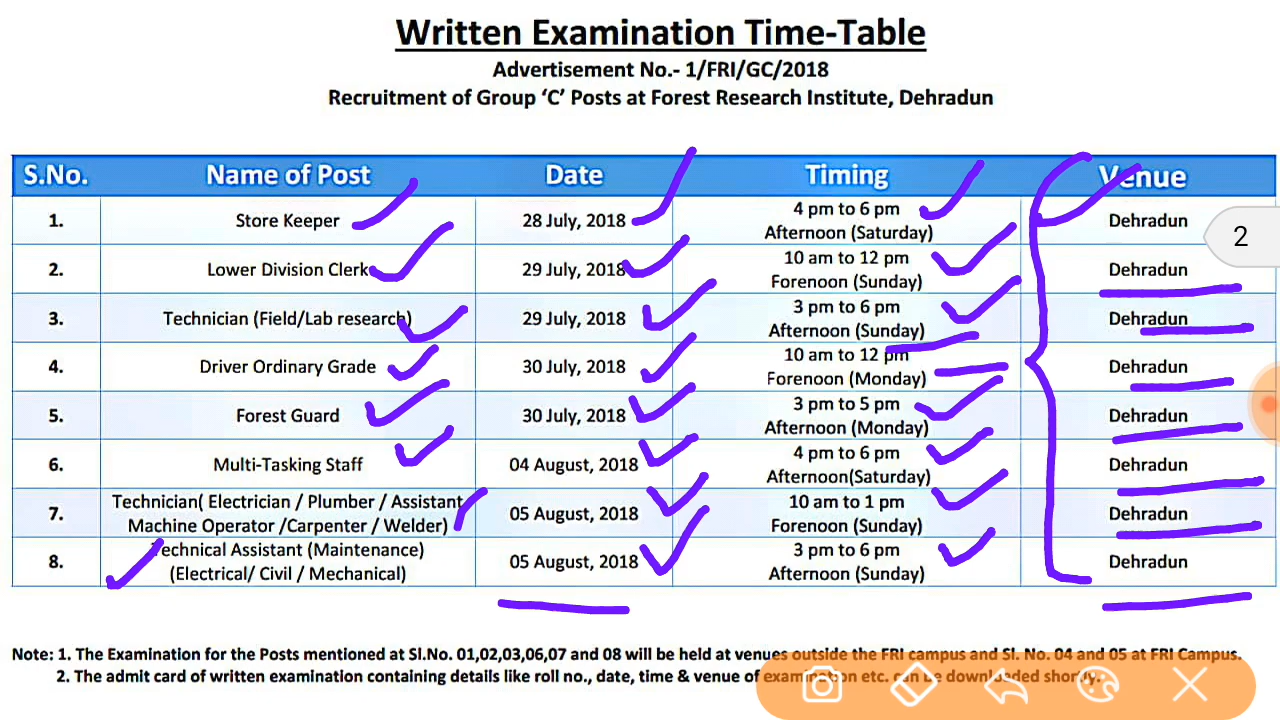 Written Examination Time-Table
Advertisement No.- 1/FRI/GC/2018
Recruitment of Group ‘C’ Posts at Forest Research Institute, Dehradun
S.No. Name of Post Date Timing Venue
1. Store Keeper 28 July, 2018 4 pm to 6 pm Dehradun
Afternoon (Saturday)
2
2. Lower Division Clerk 29 July, 2018 10 am to 12 pm Dehradun
Forenoon (Sunday)
3. Technician (Field/Lab research) 29 July, 2018 3 pm to 6 pm Dehradun
Afternoon (Sunday)
4. Driver Ordinary Grade 30 July, 2018 10 am to 12 pm Dehradun
Forenoon (Monday)
5. Forest Guard 30 July, 2018 3 pm to 5 pm Dehradun
Afternoon (Monday)
6. Multi-Tasking Staff 04 August, 2018 4 pm to 6 pm Dehradun
Afternoon(Saturday)
7. Technician( Electrician / Plumber / Assistant 05 August, 2018 10 am to 1 pm Dehradun
Machine Operator /Carpenter / Welder) Forenoon (Sunday)
8. Technical Assistant (Maintenance) 05 August, 2018 3 pm to 6 pm Dehradun
(Electrical/ Civil / Mechanical) Afternoon (Sunday)
Note: 1. The Examination for the Posts mentioned at Sl.No. 01,02,03,06,07 and 08 will be held at venues outside the FRI campus and Sl. No. 04 and 05 at FRI Campus.
2. The admit card of written examination containing details like roll no., date, time & venue of examination etc. can be downloaded shortly.